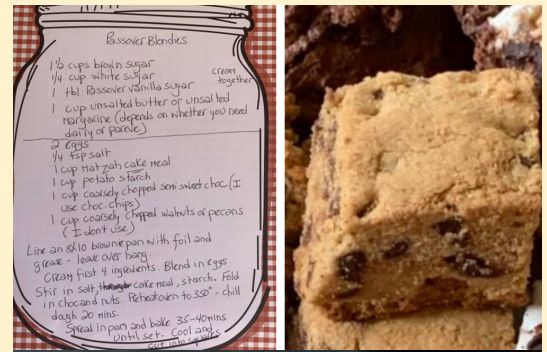 Passover Blondies
1 1/2 cups brown sugar
1/4 cup white sugar
cream together
1 tbl Passover vanilla sugar
1 cup unsalted butter or unsalted
Margarine (depends on whether you need
dairy or pareve)
2 eggs
1/4 tsp salt
1 cup Matzah cake meal
1 cup potato starch
1 cup coarsely chopped semi sweet choc (I
use choc. chips)
1 cup coarsely chopped walnuts or pecans
(I dont use)
Line an 8x10 brownie pan with foil and
grease - leave over hang.
Cream first 4 ingredients. Blend in eggs.
Stir in salt, cake meal, starch. Fold
in choc and nuts. Preheat oven to 350° - chill
dough 20 mins.
Spread in pan and bake 35-40 mins
until set. Cool and
cut into squares